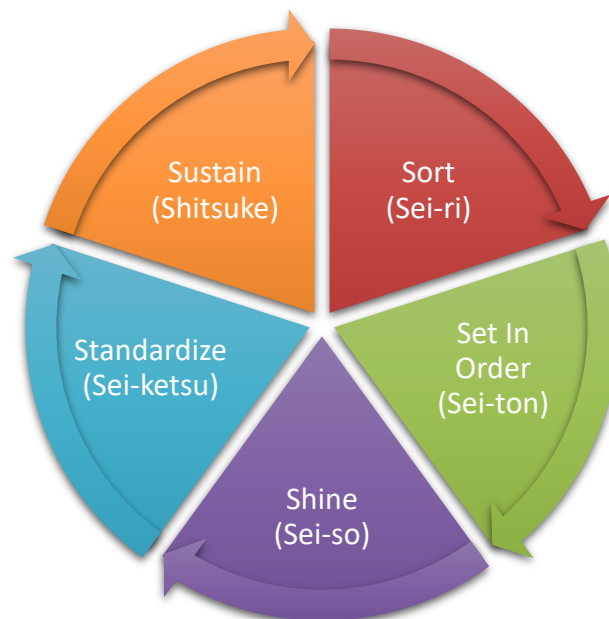 Sort
(Sei-ri)
Set In
Order
(Sei-ton)
Shine
(Sei-so)
Standardize
(Sei-ketsu)
Sustain
(Shitsuke)